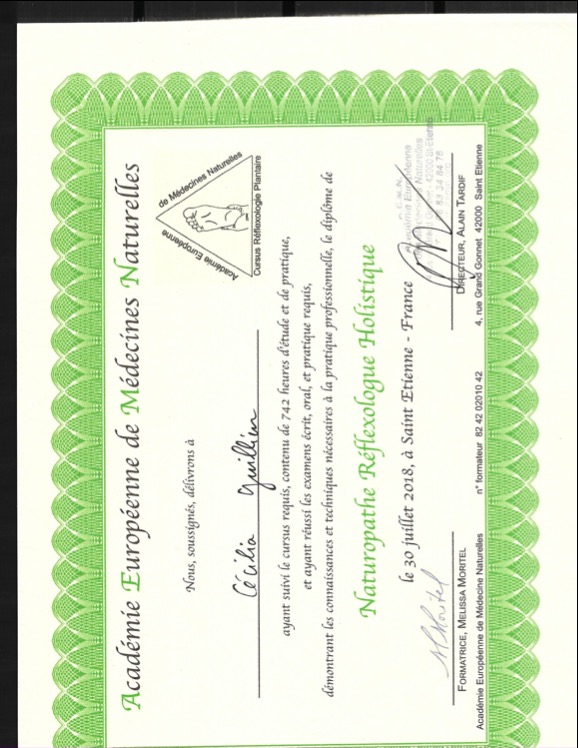 Académie Européenne de Médecines Naturelles
Académie Européenne de Médecines Naturelles
Cursus Réflexologie Plantaire
Nous, soussignés, délivrons à
Cécilia Guillien
ayant suivi le cursus requis, contenu de 742 heures d'étude et de pratique,
et ayant réussi les examens écrit, oral, et pratique requis,
démontrant les connaissances et techniques nécessaires à la pratique professionnelle, le diplôme de
Naturopathe Réflexologue Holistique
le 30 juillet 2018, à Saint Etienne - France
FORMATRICE, MELISSA MORITEL
DIRECTEUR, ALAIN TARDIF
Académie Européenne de Médecine Naturelles n° formateur 82 42 02010 42 4, rue Grand Gonnet 42000 Saint Etienne